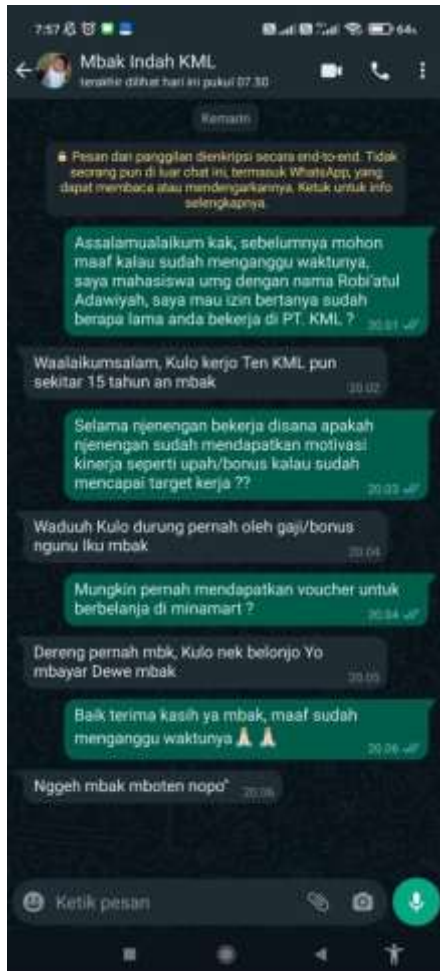 7:57
64
Mbak Indah KML
terakhir dilihat hari ini pukul 07.30
Kemarin
Pesan dan panggilan dienkripsi secara end-to-end. Tidak
seorang pun di luar chat ini, termasuk WhatsApp, yang
dapat membaca atau mendengarkannya. Ketuk untuk info
selengkapnya.
Assalamualaikum kak, sebelumnya mohon
maaf kalau sudah menganggu waktunya,
saya mahasiswa umg dengan nama Robi'atul
Adawiyah, saya mau izin bertanya sudah
berapa lama anda bekerja di PT. KML ? 20.01
Waalaikumsalam, Kulo kerjo Ten KML pun
sekitar 15 tahun an mbak 20.02
Selama njenengan bekerja disana apakah
njenengan sudah mendapatkan motivasi
kinerja seperti upah/bonus kalau sudah
mencapai target kerja ?? 20.03
Waduuh Kulo durung pernah oleh gaji/bonus
ngunu Iku mbak 20.04
Mungkin pernah mendapatkan voucher untuk
berbelanja di minamart ? 20.04
Dereng pernah mbk, Kulo nek belonjo Yo
mbayar Dewe mbak 20.05
Baik terima kasih ya mbak, maaf sudah
menganggu waktunya 🙏🙏 20.06
Nggeh mbak mboten nopo" 20.06
Ketik pesan